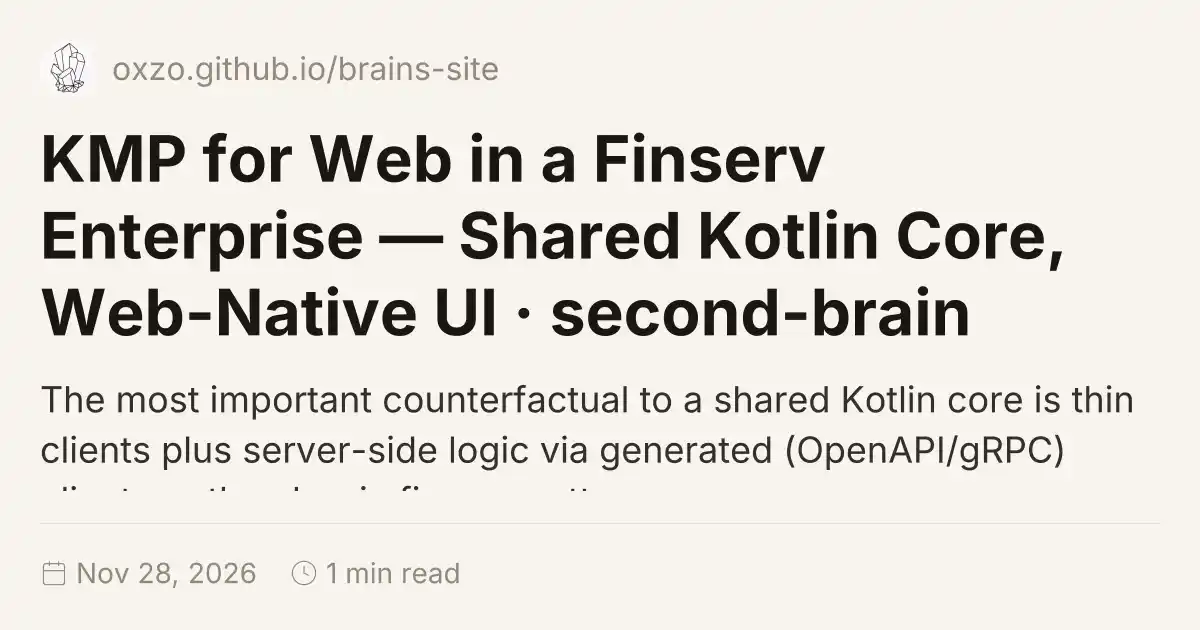 oxzo.github.io/brains-site
KMP for Web in a Finserv
Enterprise — Shared Kotlin Core,
Web-Native UI · second-brain
The most important counterfactual to a shared Kotlin core is thin
clients plus server-side logic via generated (OpenAPI/gRPC)
Nov 28, 2026
1 min read